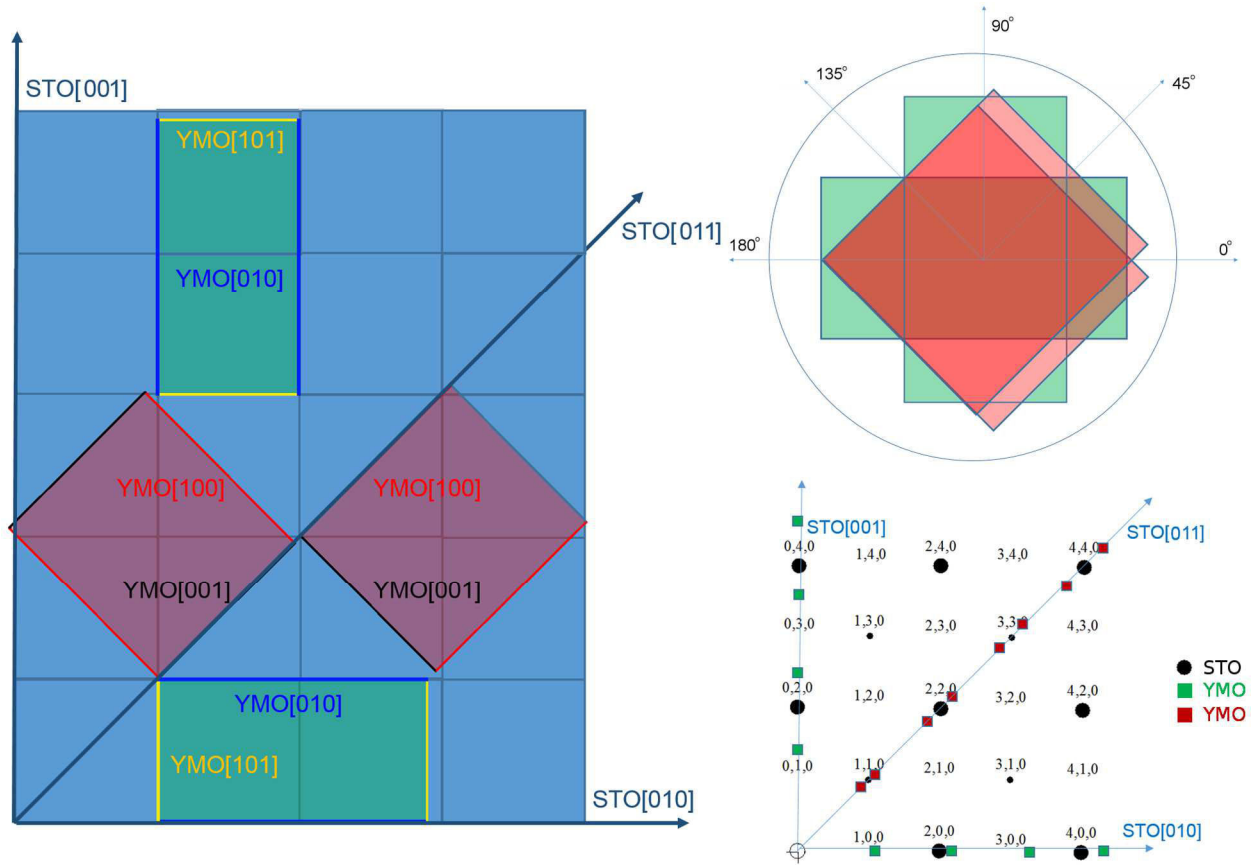 STO[001]
YMO[101]
YMO[010]
STO[011]
YMO[100]
YMO[100]
YMO[001]
YMO[001]
YMO[010]
YMO[101]
STO[010]
90°
135°
45°
180°
0°
STO[001]
STO[011]
0,4,0
1,4,0
2,4,0
3,4,0
4,4,0
0,3,0
1,3,0
2,3,0
3,3,0
4,3,0
0,2,0
1,2,0
2,2,0
3,2,0
4,2,0
0,1,0
1,1,0
2,1,0
3,1,0
4,1,0
1,0,0
2,0,0
3,0,0
4,0,0
STO[010]
STO
YMO
YMO